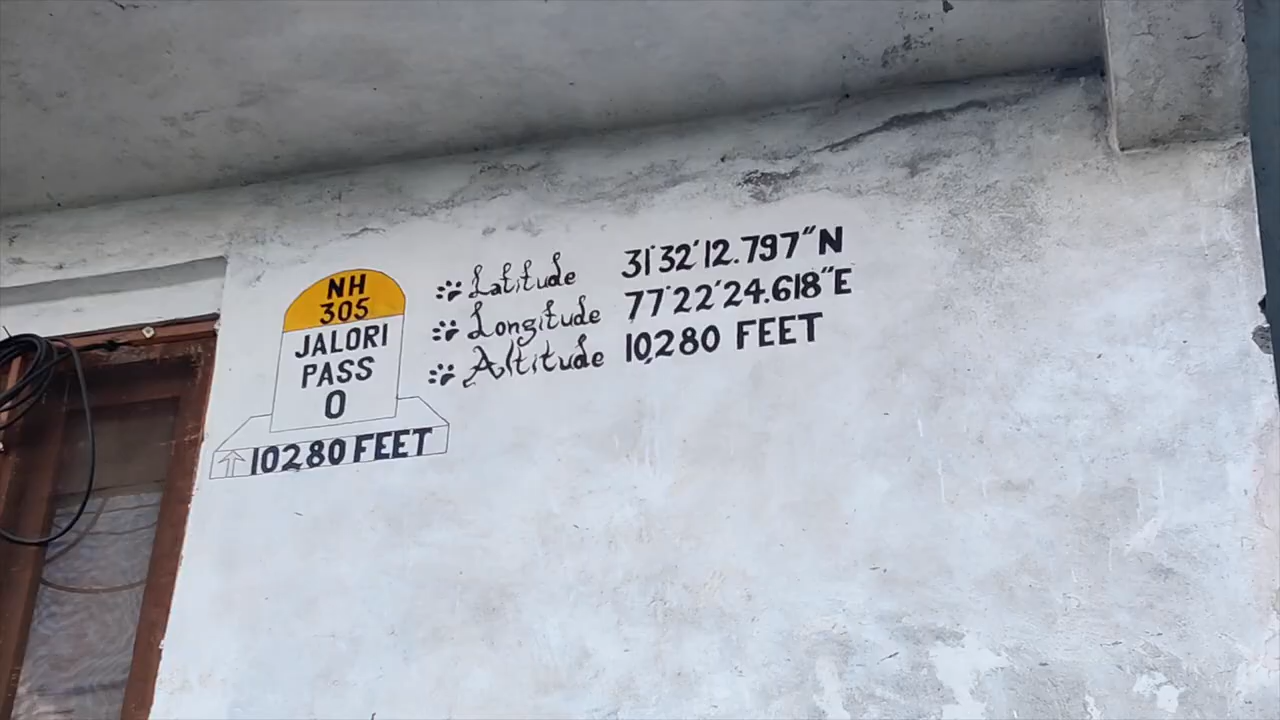 NH
305
JALORI
PASS
0
10280 FEET
Latitude 31°32'12.797"N
Longitude 77°22'24.618"E
Altitude 10,280 FEET